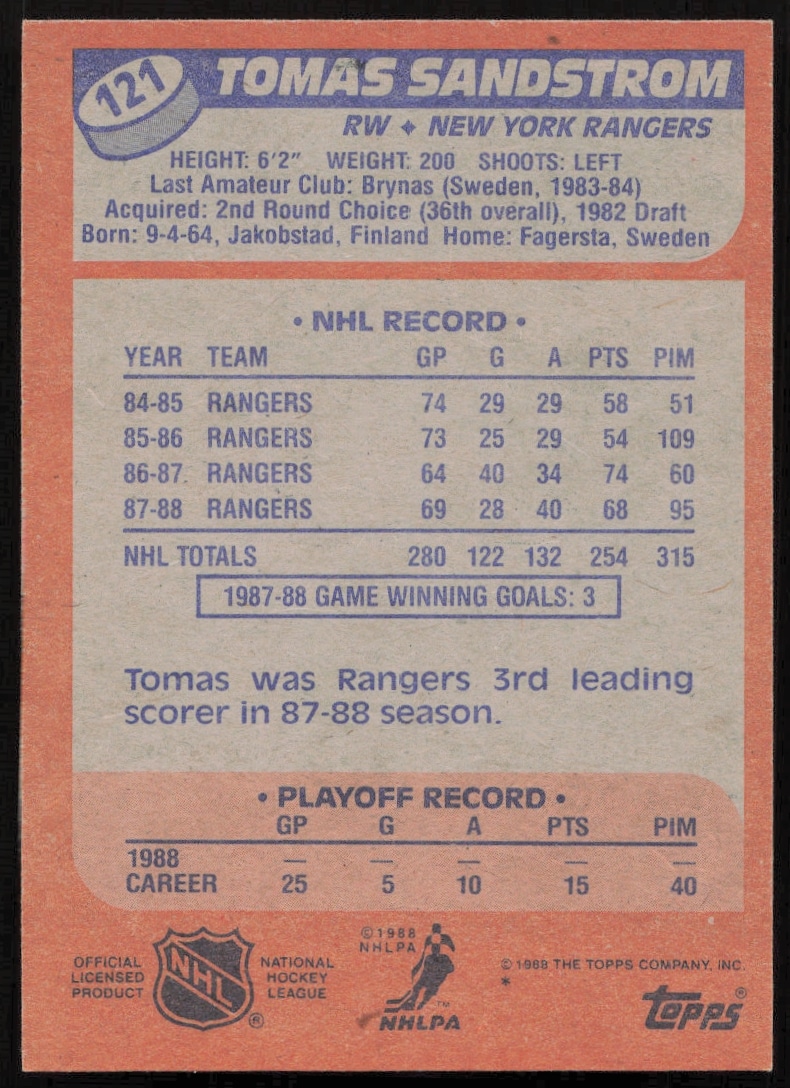 121 TOMAS SANDSTROM
RW ♦ NEW YORK RANGERS
HEIGHT: 6'2" WEIGHT: 200 SHOOTS: LEFT
Last Amateur Club: Brynas (Sweden, 1983-84)
Acquired: 2nd Round Choice (36th overall), 1982 Draft
Born: 9-4-64, Jakobstad, Finland Home: Fagersta, Sweden
• NHL RECORD •
YEAR TEAM GP G A PTS PIM
84-85 RANGERS 74 29 29 58 51
85-86 RANGERS 73 25 29 54 109
86-87 RANGERS 64 40 34 74 60
87-88 RANGERS 69 28 40 68 95
NHL TOTALS 280 122 132 254 315
1987-88 GAME WINNING GOALS: 3
Tomas was Rangers 3rd leading
scorer in 87-88 season.
• PLAYOFF RECORD •
GP G A PTS PIM
1988 — — — — —
CAREER 25 5 10 15 40
OFFICIAL
LICENSED
PRODUCT
NHL ®
NATIONAL
HOCKEY
LEAGUE
© 1988
NHLPA
™
NHLPA
© 1988 THE TOPPS COMPANY, INC.
*
Topps ®